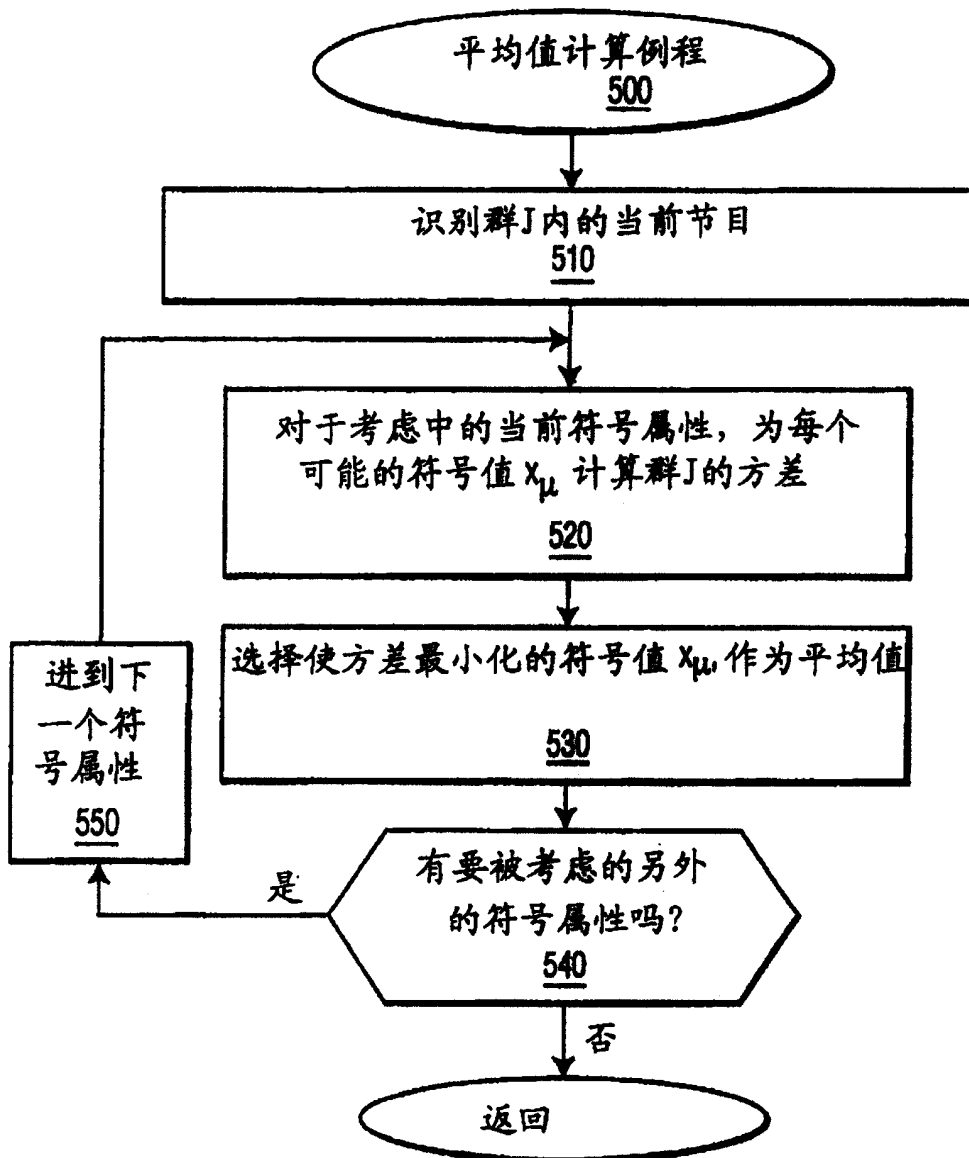 平均值计算例程
500
识别群J内的当前节目
510
对于考虑中的当前符号属性，为每个
可能的符号值 xμ 计算群J的方差
520
选择使方差最小化的符号值 xμ, 作为平均值
530
进到下
一个符
号属性
550
有要被考虑的另外
的符号属性吗？
540
是
否
返回